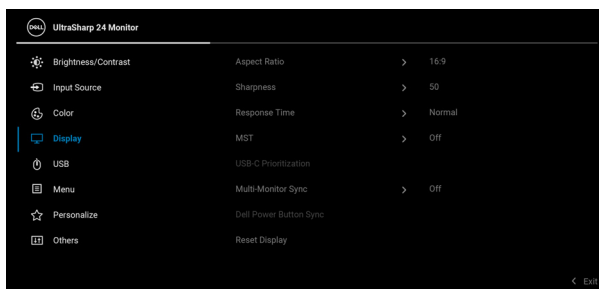 DELL UltraSharp 24 Monitor
Brightness/Contrast Aspect Ratio > 16:9
Input Source Sharpness > 50
Color Response Time > Normal
Display MST > Off
USB USB-C Prioritization
Menu Multi-Monitor Sync > Off
Personalize Dell Power Button Sync
Others Reset Display
< Exit